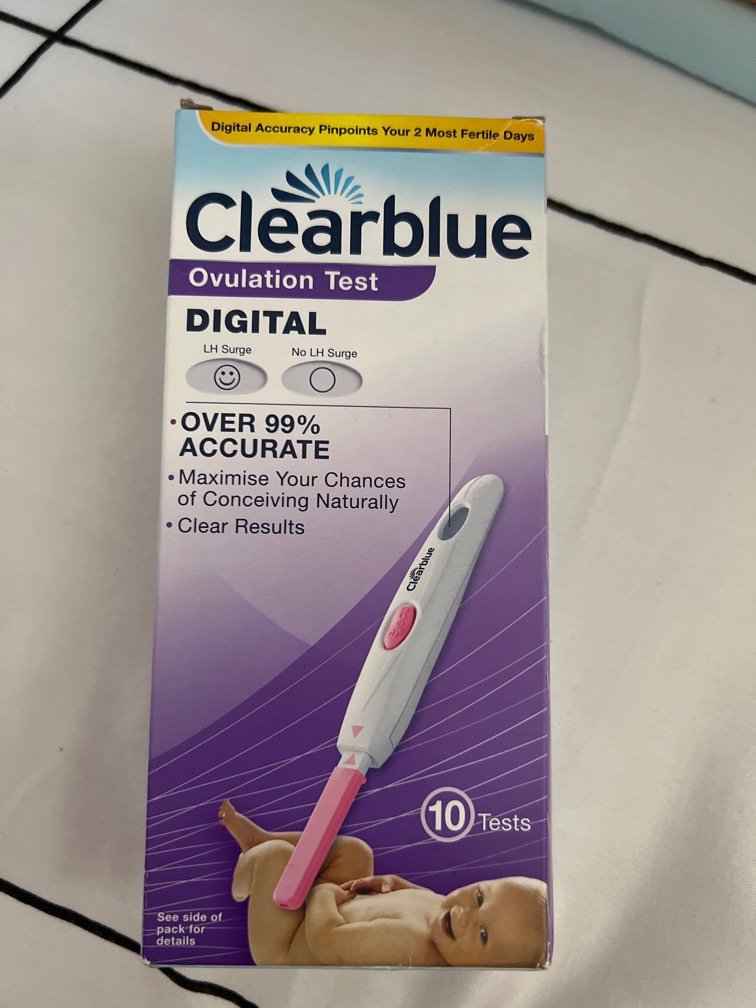 Digital Accuracy Pinpoints Your 2 Most Fertile Days
Clearblue
Ovulation Test
DIGITAL
LH Surge
No LH Surge
•OVER 99%
ACCURATE
•Maximise Your Chances
of Conceiving Naturally
•Clear Results
Clearblue
eject
10 Tests
See side of
pack for
details